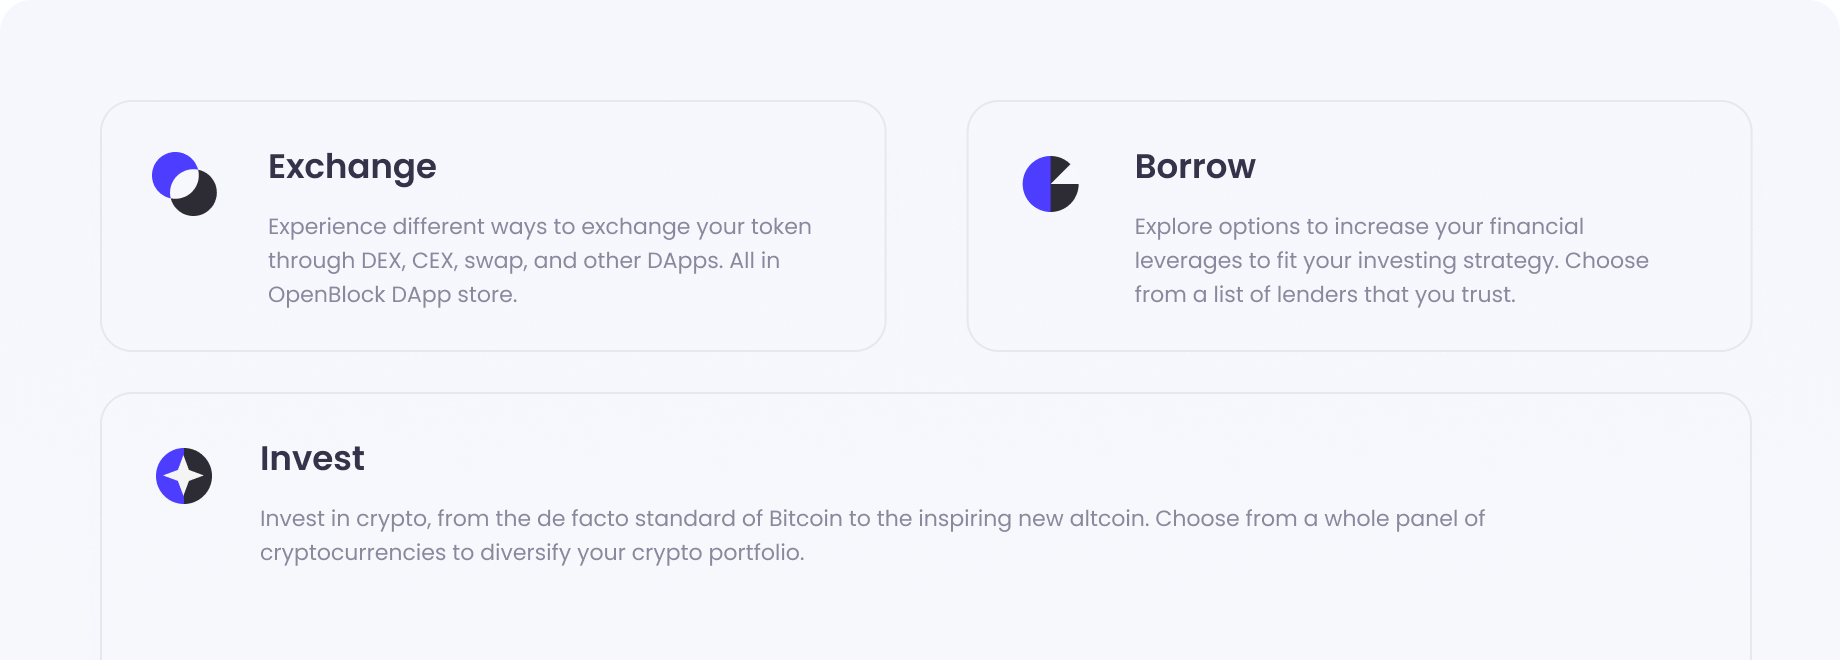 Exchange
Experience different ways to exchange your token
through DEX, CEX, swap, and other DApps. All in
OpenBlock DApp store.
Borrow
Explore options to increase your financial
leverages to fit your investing strategy. Choose
from a list of lenders that you trust.
Invest
Invest in crypto, from the de facto standard of Bitcoin to the inspiring new altcoin. Choose from a whole panel of
cryptocurrencies to diversify your crypto portfolio.